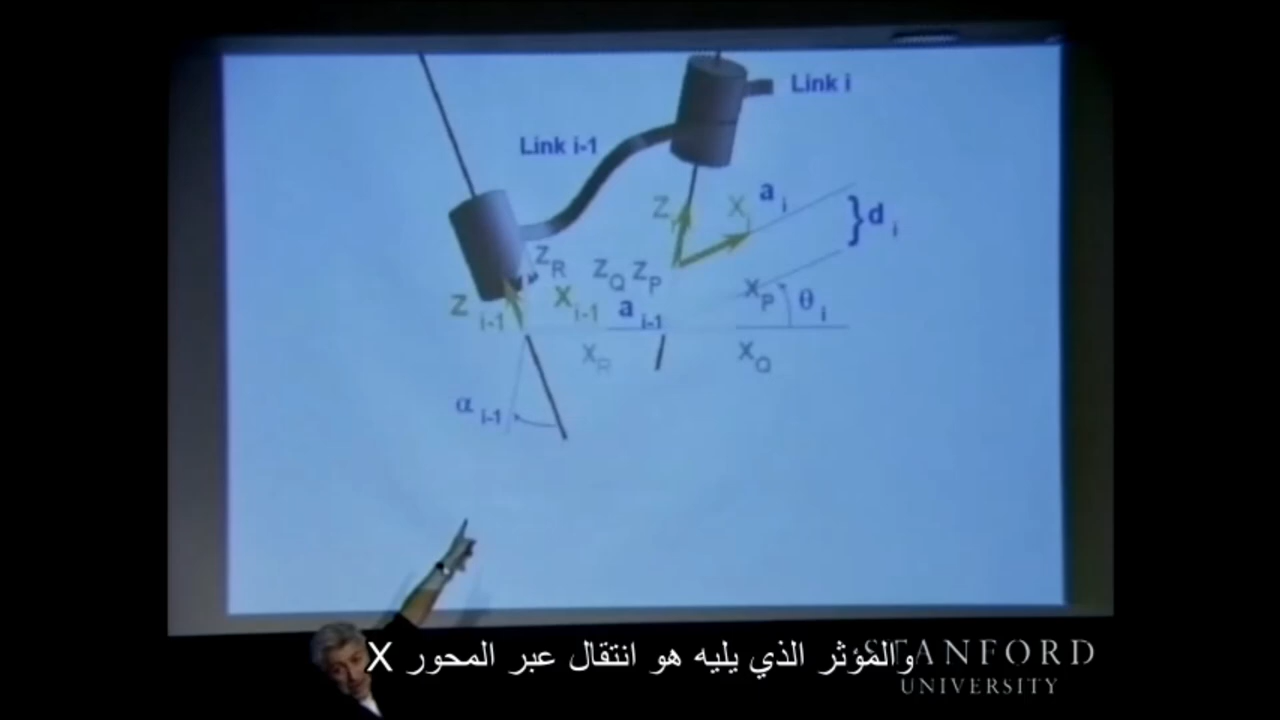 Link i
Link i-1
a i
Z i
X i
} d i
Z R
Z Q
Z P
X P
θ i
Z i-1
X i-1
a i-1
X R
X Q
α i-1
والمؤثر الذي يليه هو انتقال عبر المحور X
STANFORD
UNIVERSITY